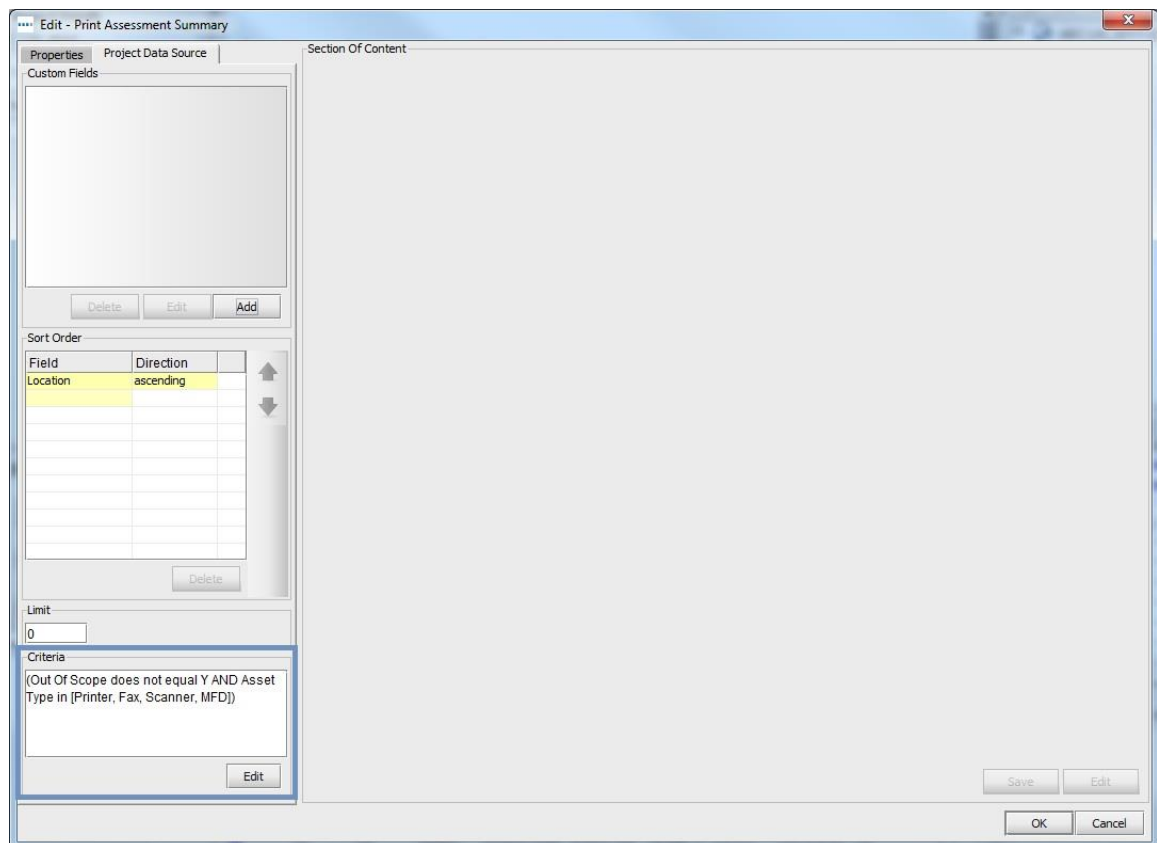 Edit - Print Assessment Summary
X
Properties
Project Data Source
Section Of Content
Custom Fields
Delete
Edit
Add
Sort Order
Field
Direction
Location
ascending
Delete
Limit
0
Criteria
(Out Of Scope does not equal Y AND Asset
Type in [Printer, Fax, Scanner, MFD])
Edit
Save
Edit
OK
Cancel